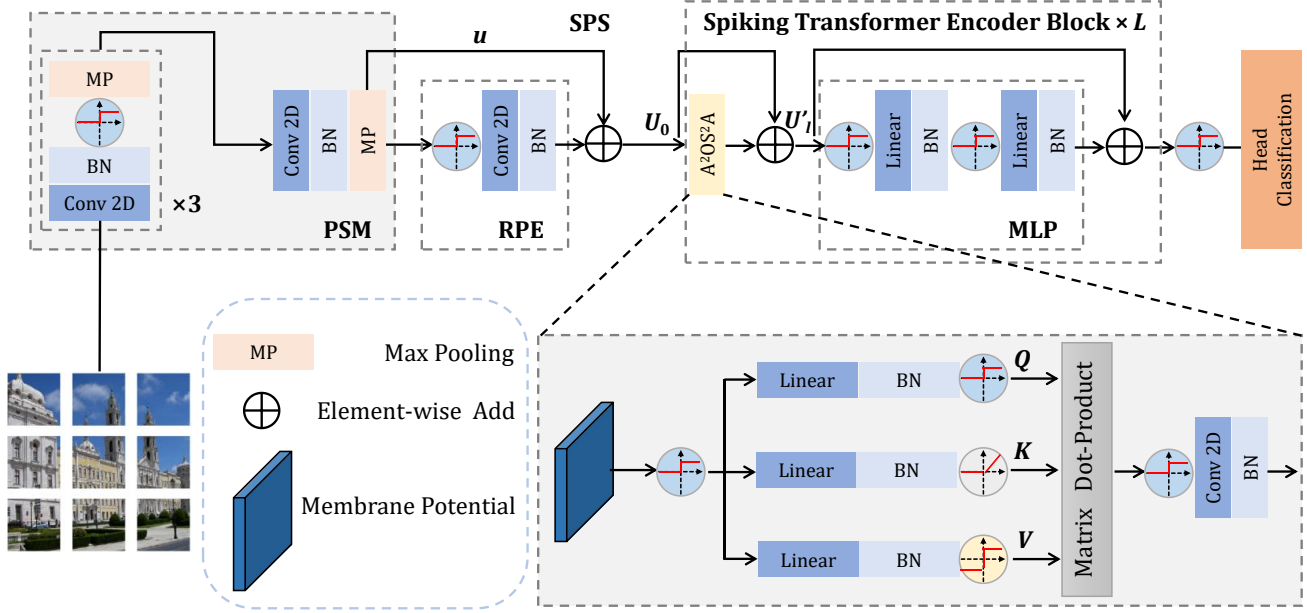 SPS
Spiking Transformer Encoder Block × L
u
MP
BN
Conv 2D
×3
Conv 2D
BN
MP
PSM
Conv 2D
BN
RPE
U₀
A²OS²A
U'ₗ
Linear
BN
Linear
BN
MLP
Head
Classification
MP
Max Pooling
Element-wise Add
Membrane Potential
Linear
BN
Q
Linear
BN
K
Linear
BN
V
Matrix Dot-Product
Conv 2D
BN